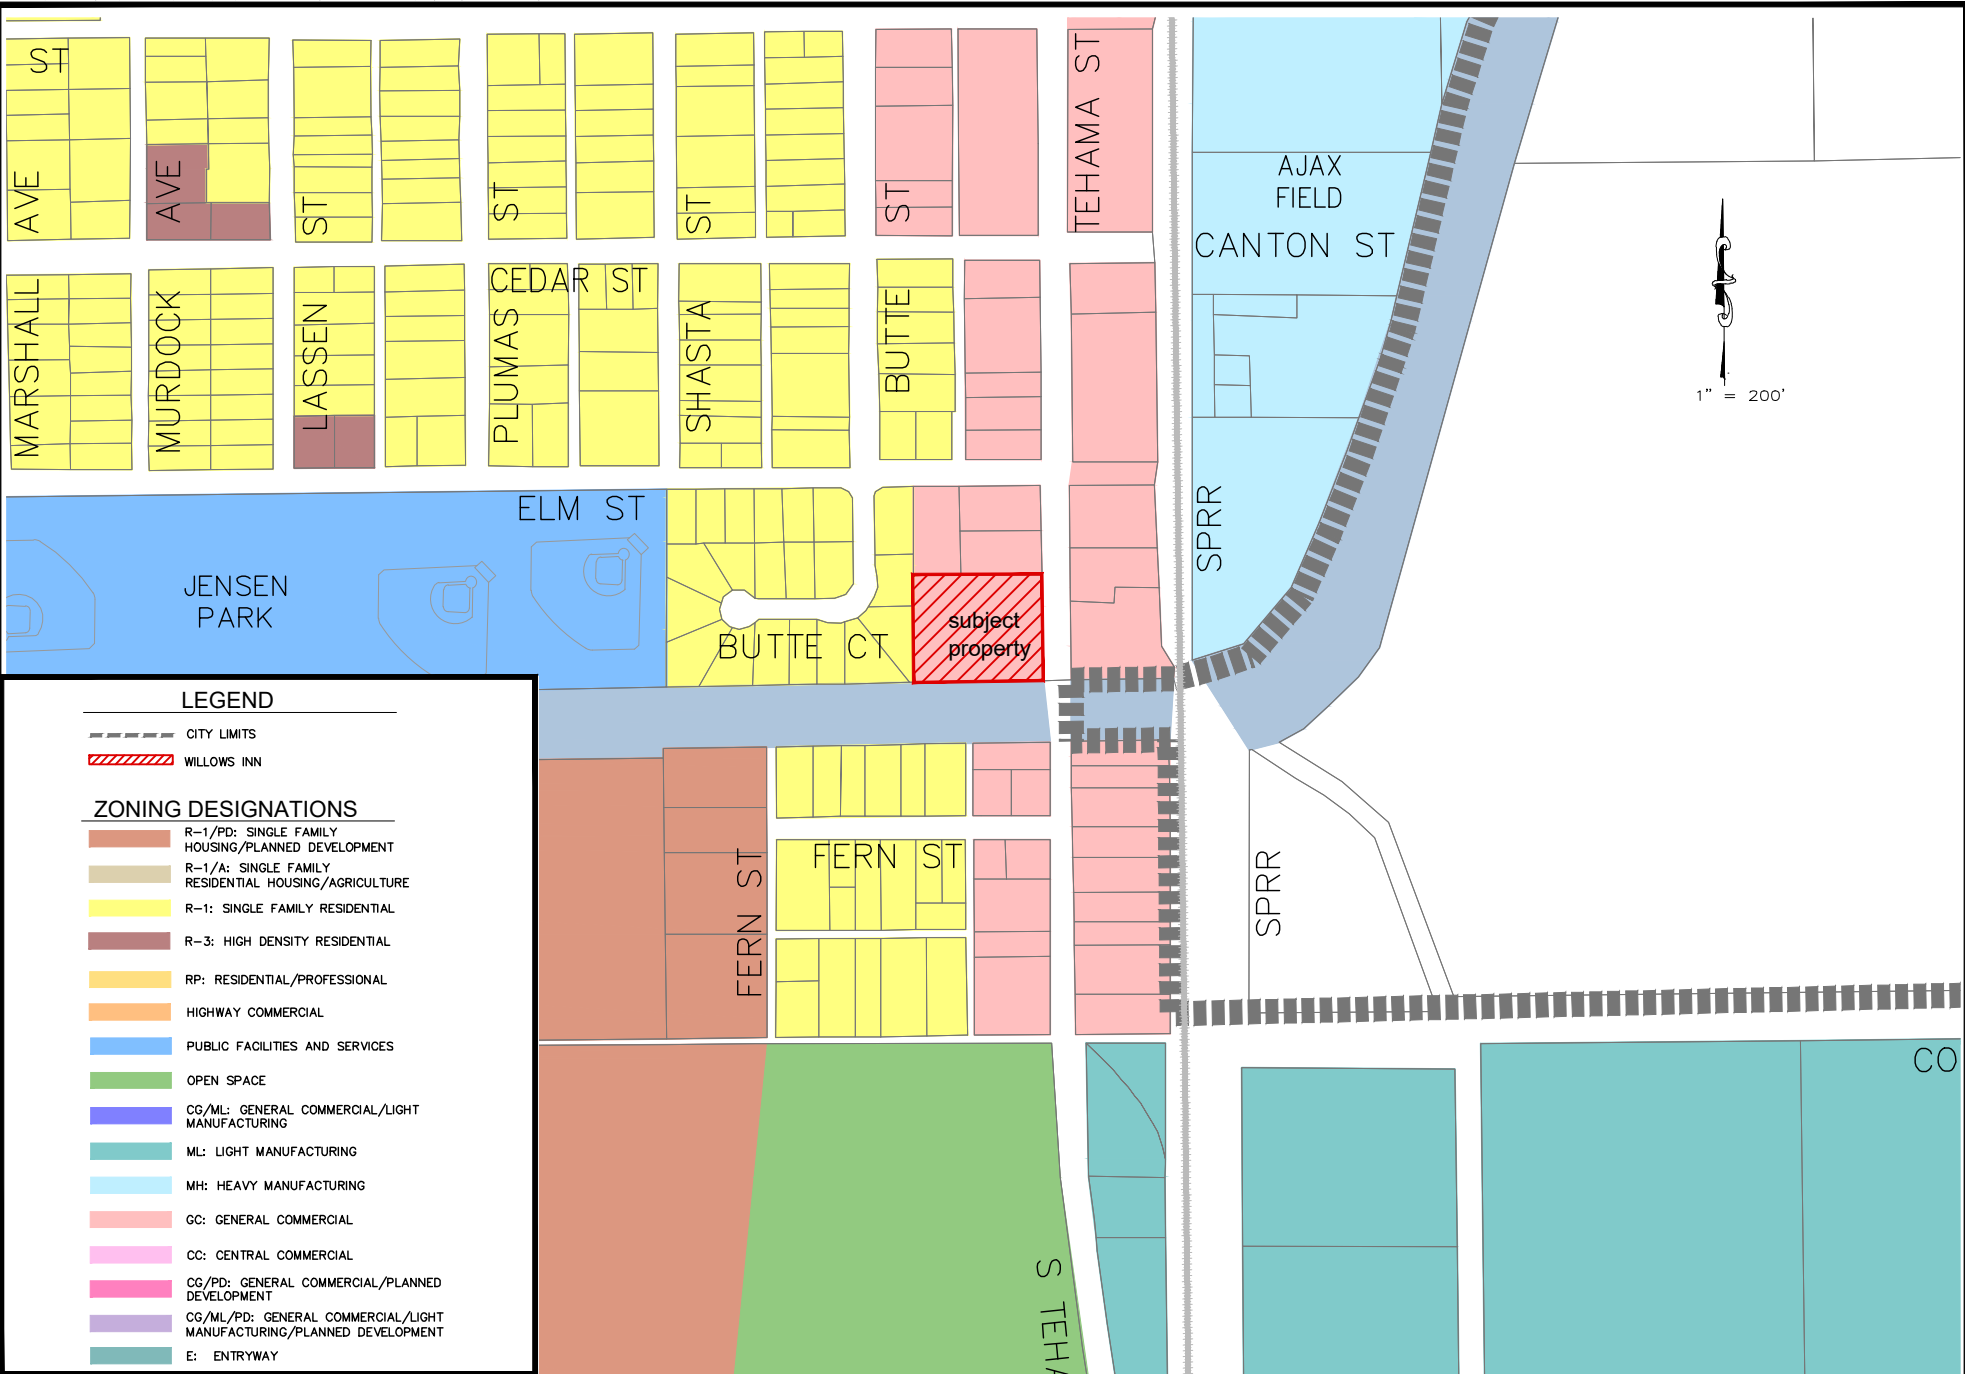 ST
TEHAMA ST
AVE
AVE
ST
ST
ST
ST
AJAX
FIELD
CANTON ST
CEDAR ST
MARSHALL
MURDOCK
LASSEN
PLUMAS
SHASTA
BUTTE
1" = 200'
ELM ST
SPRR
JENSEN
PARK
BUTTE CT
subject
property
LEGEND
CITY LIMITS
WILLOWS INN
ZONING DESIGNATIONS
R-1/PD: SINGLE FAMILY
HOUSING/PLANNED DEVELOPMENT
R-1/A: SINGLE FAMILY
RESIDENTIAL HOUSING/AGRICULTURE
R-1: SINGLE FAMILY RESIDENTIAL
R-3: HIGH DENSITY RESIDENTIAL
RP: RESIDENTIAL/PROFESSIONAL
HIGHWAY COMMERCIAL
PUBLIC FACILITIES AND SERVICES
OPEN SPACE
CG/ML: GENERAL COMMERCIAL/LIGHT
MANUFACTURING
ML: LIGHT MANUFACTURING
MH: HEAVY MANUFACTURING
GC: GENERAL COMMERCIAL
CC: CENTRAL COMMERCIAL
CG/PD: GENERAL COMMERCIAL/PLANNED
DEVELOPMENT
CG/ML/PD: GENERAL COMMERCIAL/LIGHT
MANUFACTURING/PLANNED DEVELOPMENT
E: ENTRYWAY
FERN ST
FERN ST
SPRR
CO
S TEHA